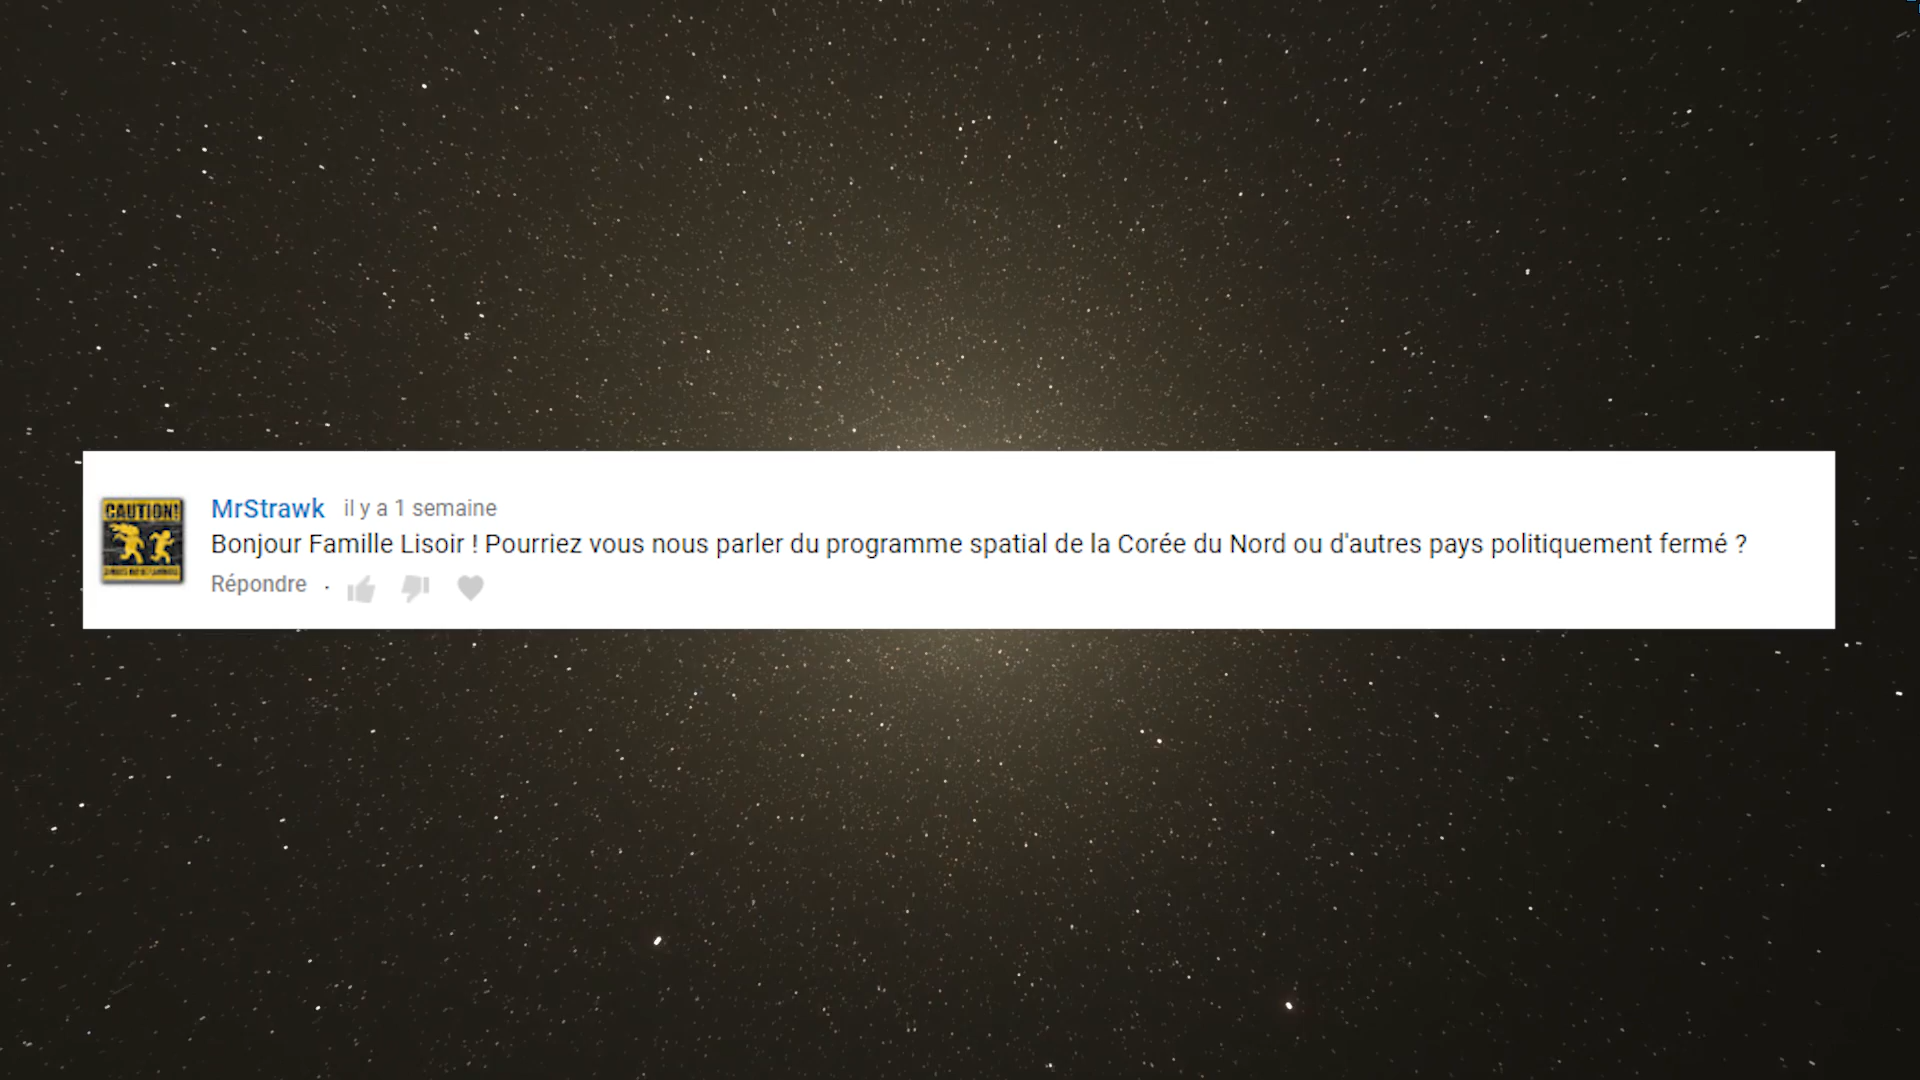 CAUTION!
MrStrawk il y a 1 semaine
Bonjour Famille Lisoir ! Pourriez vous nous parler du programme spatial de la Corée du Nord ou d'autres pays politiquement fermé ?
Répondre ·